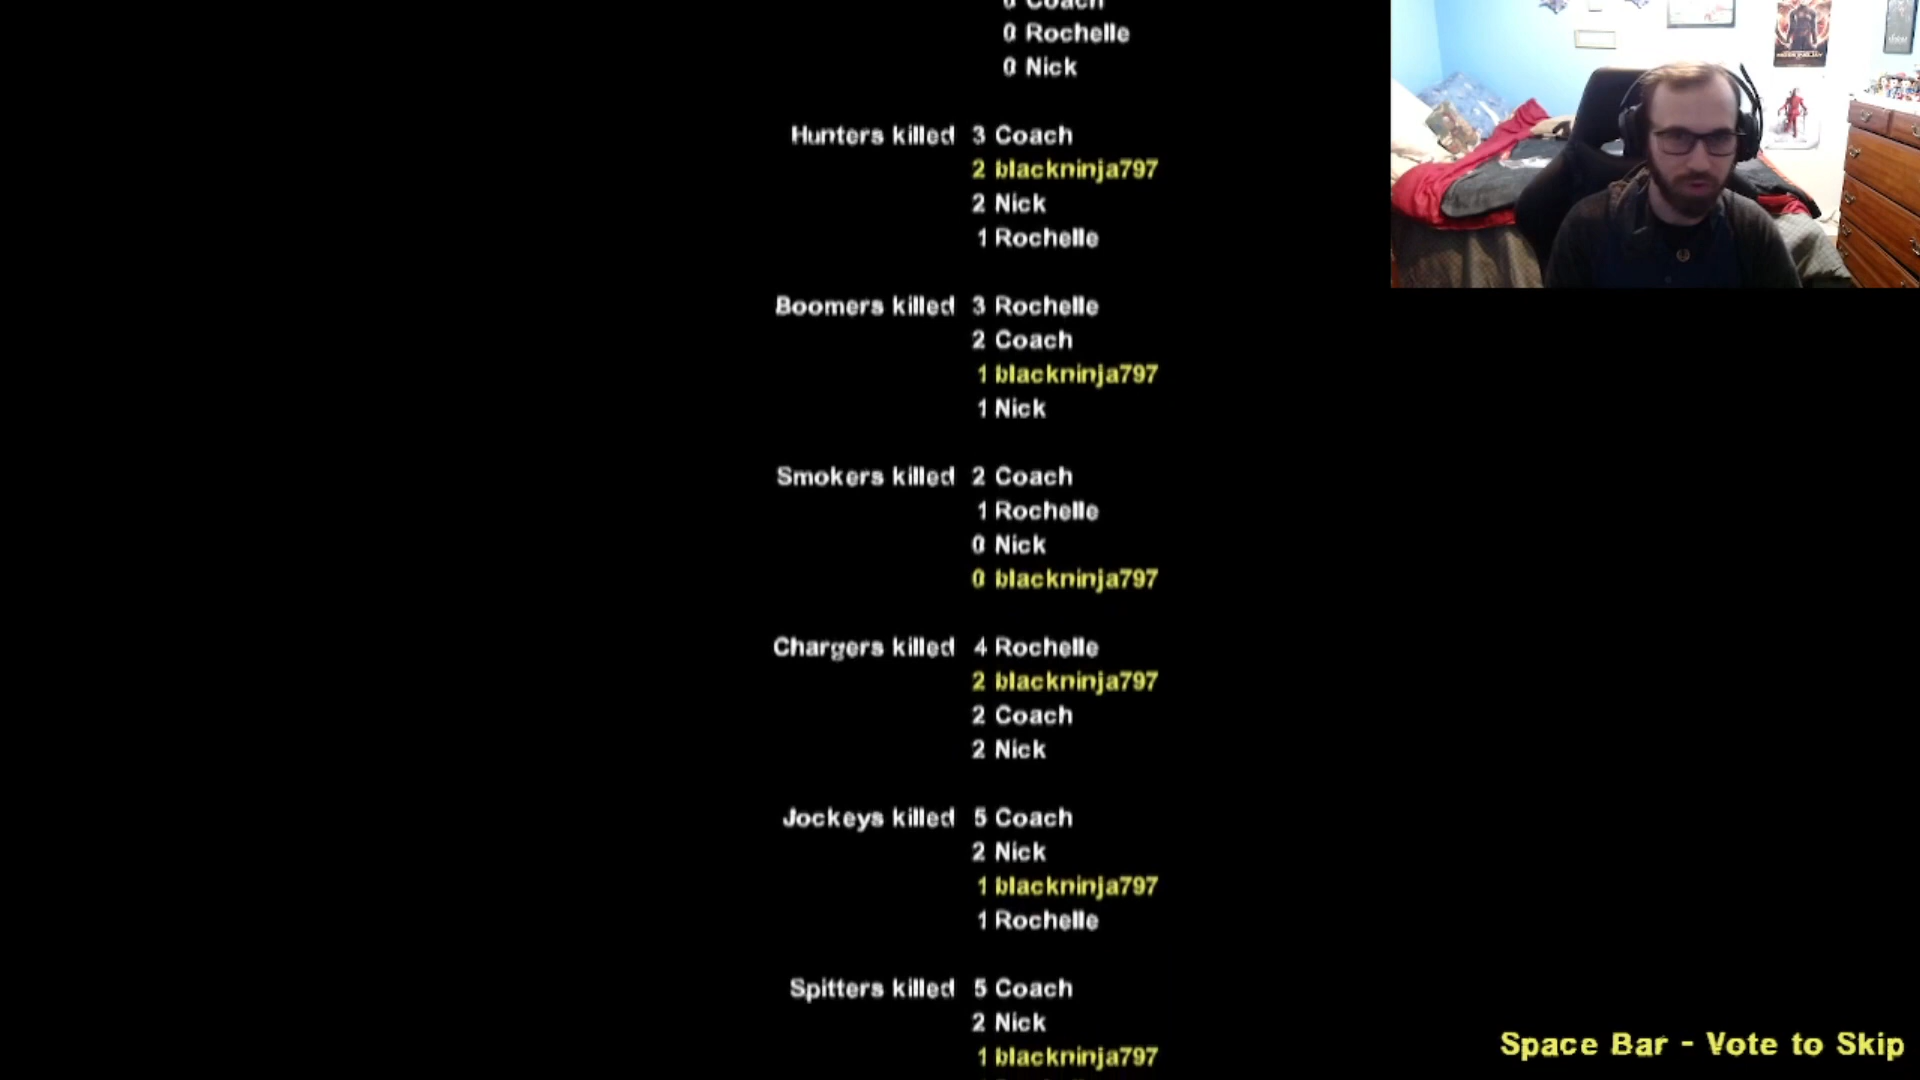 0 Coach
0 Rochelle
0 Nick
Hunters killed 3 Coach
2 blackninja797
2 Nick
1 Rochelle
Boomers killed 3 Rochelle
2 Coach
1 blackninja797
1 Nick
Smokers killed 2 Coach
1 Rochelle
0 Nick
0 blackninja797
Chargers killed 4 Rochelle
2 blackninja797
2 Coach
2 Nick
Jockeys killed 5 Coach
2 Nick
1 blackninja797
1 Rochelle
Spitters killed 5 Coach
2 Nick
1 blackninja797
Space Bar - Vote to Skip